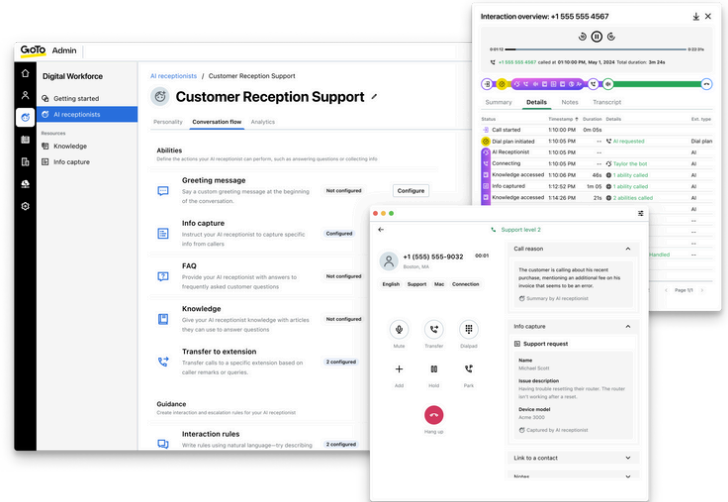 GoTo Admin
Digital Workforce
Getting started
AI receptionists
Resources
Knowledge
Info capture
AI receptionists / Customer Reception Support
Customer Reception Support
Personality Conversation flow Analytics
Abilities
Define the actions your AI receptionist can perform, such as answering questions or collecting info
Greeting message
Say a custom greeting message at the beginning
of the conversation.
Not configured
Configure
Info capture
Instruct your AI receptionist to capture specific
info from callers
Configured
FAQ
Provide your AI receptionist with answers to
frequently asked customer questions
Not configured
Knowledge
Give your AI receptionist knowledge with articles
they can use to answer questions
Not configured
Transfer to extension
Transfer calls to a specific extension based on
caller remarks or queries.
2 configured
Guidance
Create interaction and escalation rules for your AI receptionist
Interaction rules
Write rules using natural language—try describing
2 configured
Interaction overview: +1 555 555 4567
+1 555 555 4567 called at 01:10:00 PM, May 1, 2024 Total duration: 3m 24s
Summary Details Notes Transcript
Status Timestamp Duration Details Ext. type
Call started 1:10:00 PM 0m 05s
Dial plan initiated 1:10:05 PM -- AI requested Dial plan
AI Receptionist 1:10:05 PM -- AI
Connecting 1:10:05 PM -- Taylor the bot AI
Knowledge accessed 1:10:06 PM 46s 1 ability called AI
Info captured 1:12:52 PM 1m 05 1 ability called AI
Knowledge accessed 1:14:26 PM 21s 2 abilities called AI
Page 1/1
Support level 2
+1 (555) 555-9032 00:01
Boston, MA
English Support Mac Connection
Mute Transfer Dialpad
Add Hold Park
Hang up
Call reason
The customer is calling about his recent
purchase, mentioning an additional fee on his
invoice that seems to be an error.
Summary by AI receptionist
Info capture
Support request
Name
Michael Scott
Issue description
Having trouble resetting their router. The router
isn't working after a reset.
Device model
Acme 3000
Captured by AI receptionist
Link to a contact
Notes